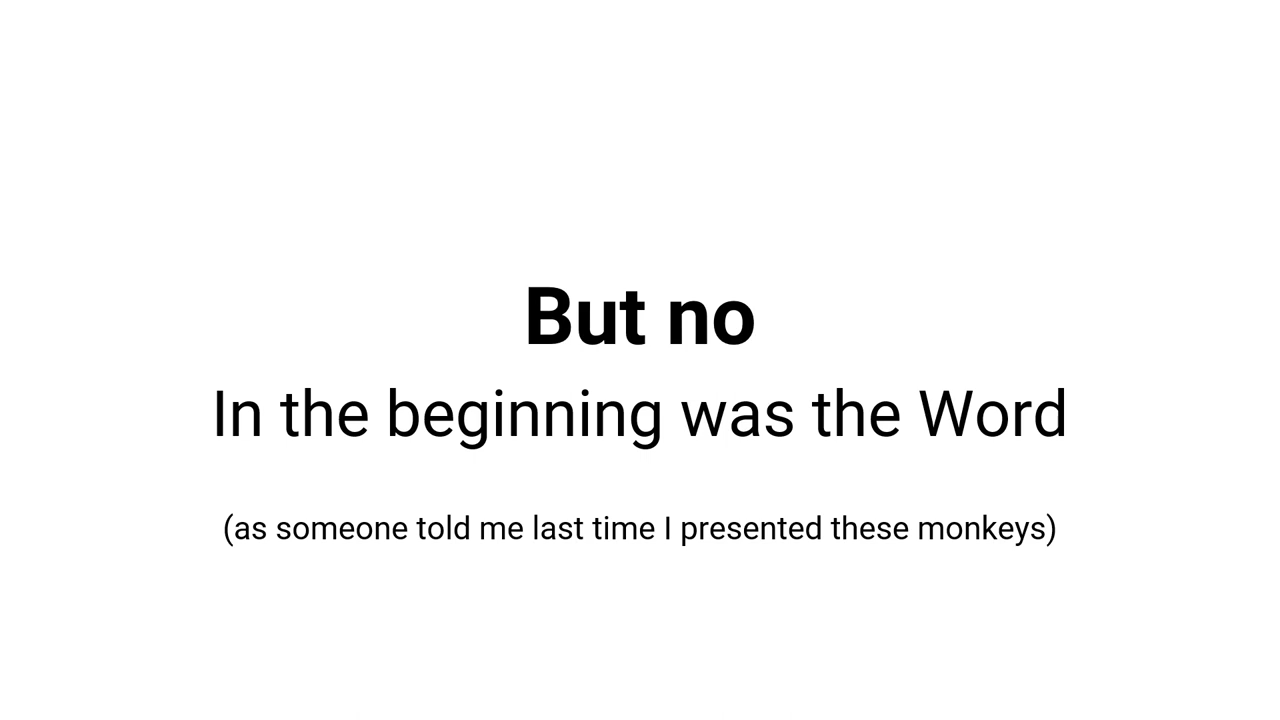 But no
In the beginning was the Word
(as someone told me last time I presented these monkeys)